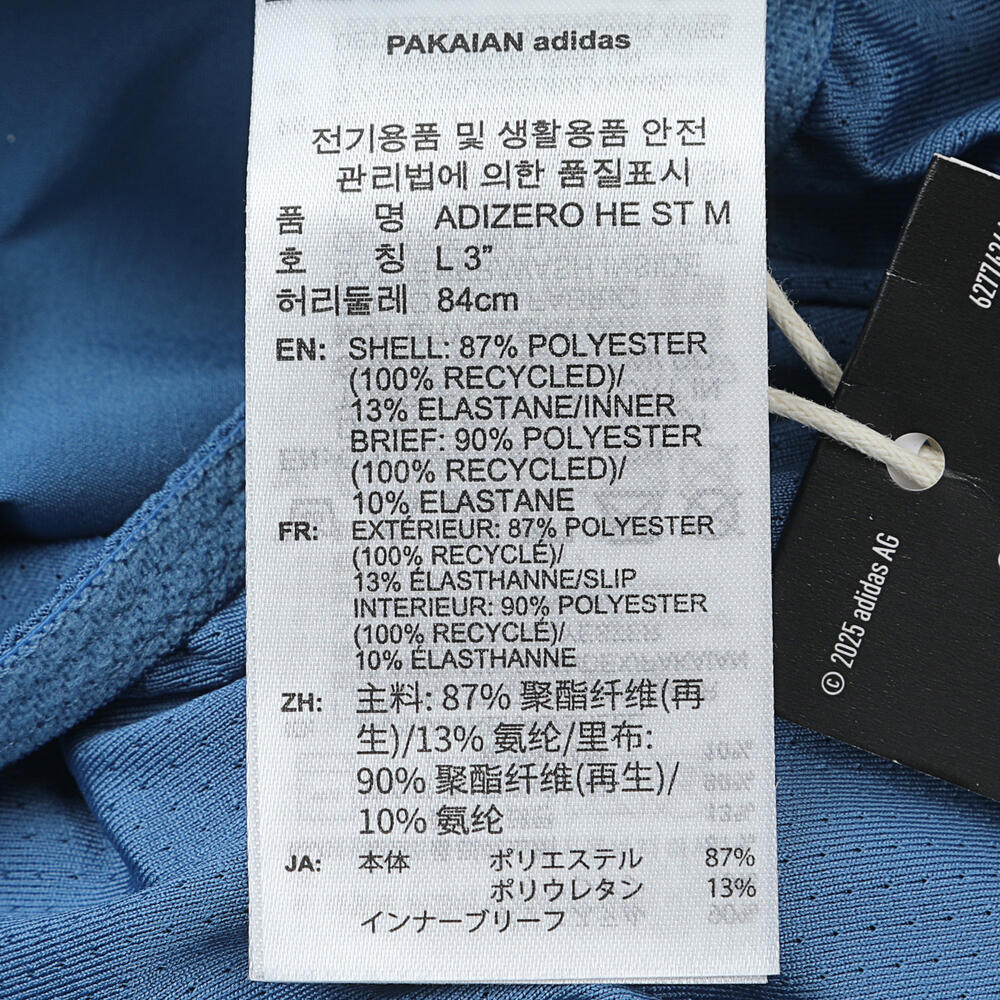 PAKAIAN adidas
전기용품 및 생활용품 안전
관리법에 의한 품질표시
품 명 ADIZERO HE ST M
호 칭 L 3”
허리둘레 84cm
EN: SHELL: 87% POLYESTER
(100% RECYCLED)/
13% ELASTANE/INNER
BRIEF: 90% POLYESTER
(100% RECYCLED)/
10% ELASTANE
FR: EXTÉRIEUR: 87% POLYESTER
(100% RECYCLÉ)/
13% ÉLASTHANNE/SLIP
INTERIEUR: 90% POLYESTER
(100% RECYCLÉ)/
10% ÉLASTHANNE
ZH: 主料: 87% 聚酯纤维(再
生)/13% 氨纶/里布:
90% 聚酯纤维(再生)/
10% 氨纶
JA: 本体 ポリエステル 87%
ポリウレタン 13%
インナーブリーフ
© 2025 adidas AG